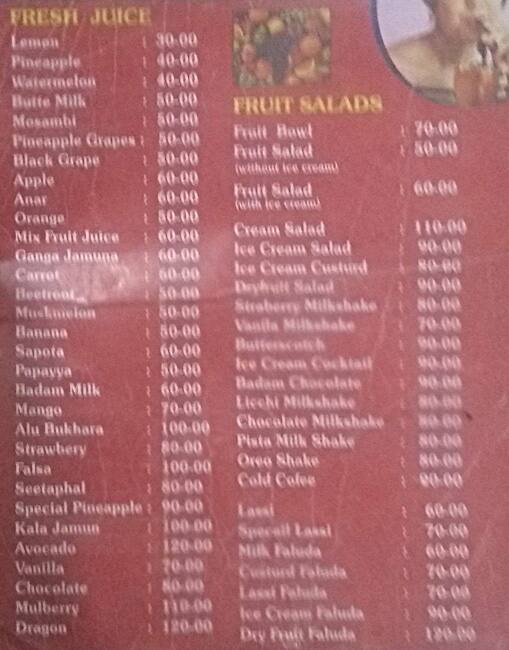 FRESH JUICE
Lemon : 30-00
Pineapple : 40-00
Watermelon : 40-00
Butte Milk : 50-00
Mosambi : 50-00
Pineapple Grapes : 50-00
Black Grape : 50-00
Apple : 60-00
Anar : 60-00
Orange : 50-00
Mix Fruit Juice : 60-00
Ganga Jamuna : 60-00
Carret : 60-00
Beetroot : 50-00
Muskmelon : 50-00
Banana : 50-00
Sapota : 60-00
Papayya : 50-00
Badam Milk : 60-00
Mango : 70-00
Alu Bukhara : 100-00
Strawbery : 80-00
Falsa : 100-00
Seetaphal : 80-00
Special Pineapple : 90-00
Kala Jamun : 100-00
Avocado : 120-00
Vanilla : 70-00
Chocolate : 80-00
Mulberry : 110-00
Dragon : 120-00
FRUIT SALADS
Fruit Bowl : 70-00
Fruit Salad : 50-00
(without ice cream)
Fruit Salad : 60-00
(with ice cream)
Cream Salad : 110-00
Ice Cream Salad : 90-00
Ice Cream Custurd :
Dryfruit Salad : 90-00
Straberry Milkshake : 80-00
Vanila Milkshake : 70-00
Butterscotch : 90-00
Ice Cream Cocktail : 90-00
Badam Chocolate : 90-00
Licchi Milkshake : 80-00
Chocolate Milkshake : 80-00
Pista Milk Shake : 80-00
Oreo Shake : 80-00
Cold Cofee : 90-00
Lassi : 60-00
Specail Lassi : 70-00
Milk Faluda : 60-00
Custurd Faluda : 70-00
Lassi Faluda : 70-00
Ice Cream Faluda : 90-00
Dry Fruit Faluda : 120-00